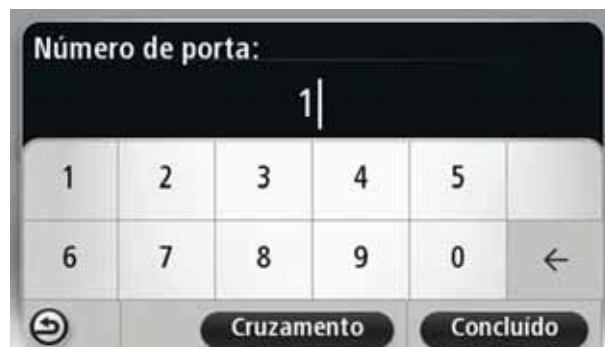 Número de porta:
1
1 2 3 4 5
6 7 8 9 0 ←
Cruzamento Concluído